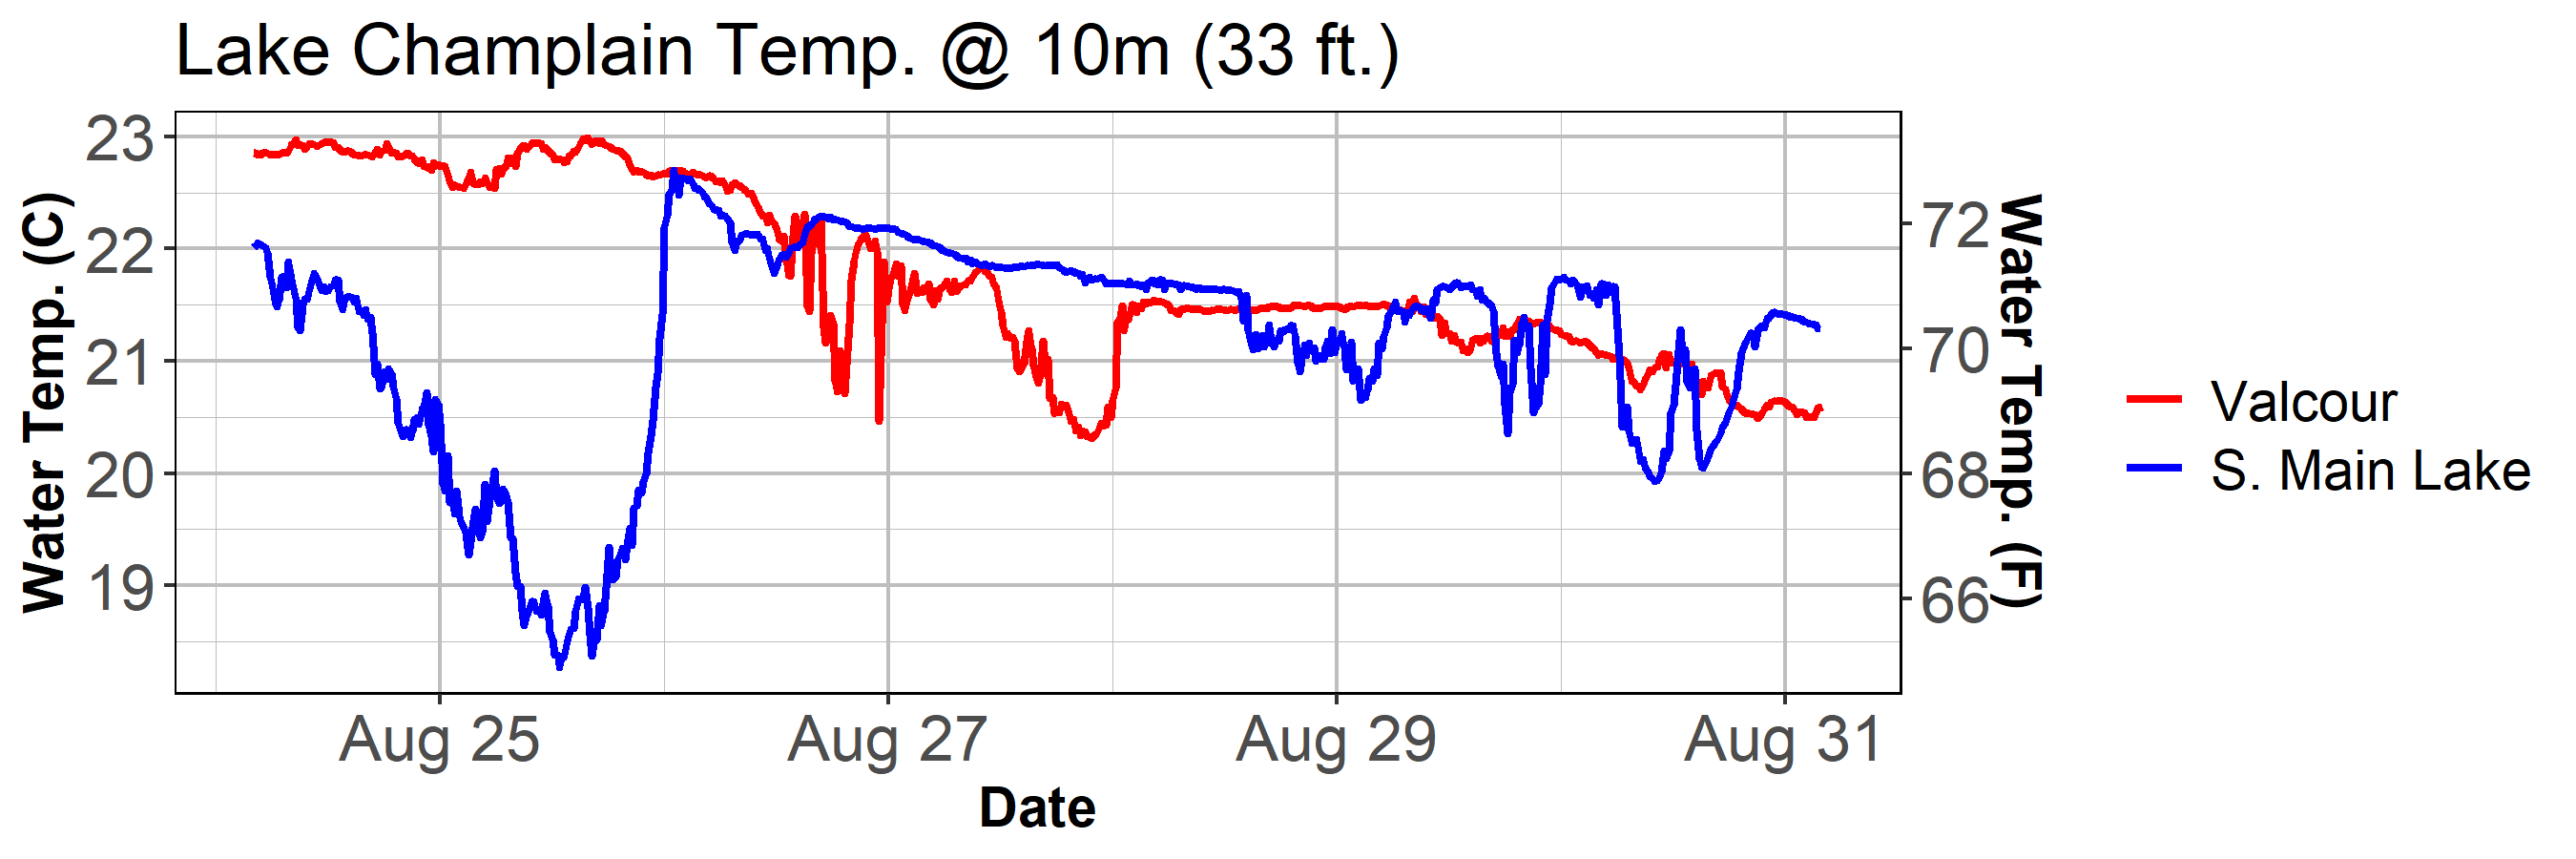 Lake Champlain Temp. @ 10m (33 ft.)
Water Temp. (C)
23
22
21
20
19
72
70
68
66
Water Temp. (F)
Aug 25
Aug 27
Aug 29
Aug 31
Date
Valcour
S. Main Lake